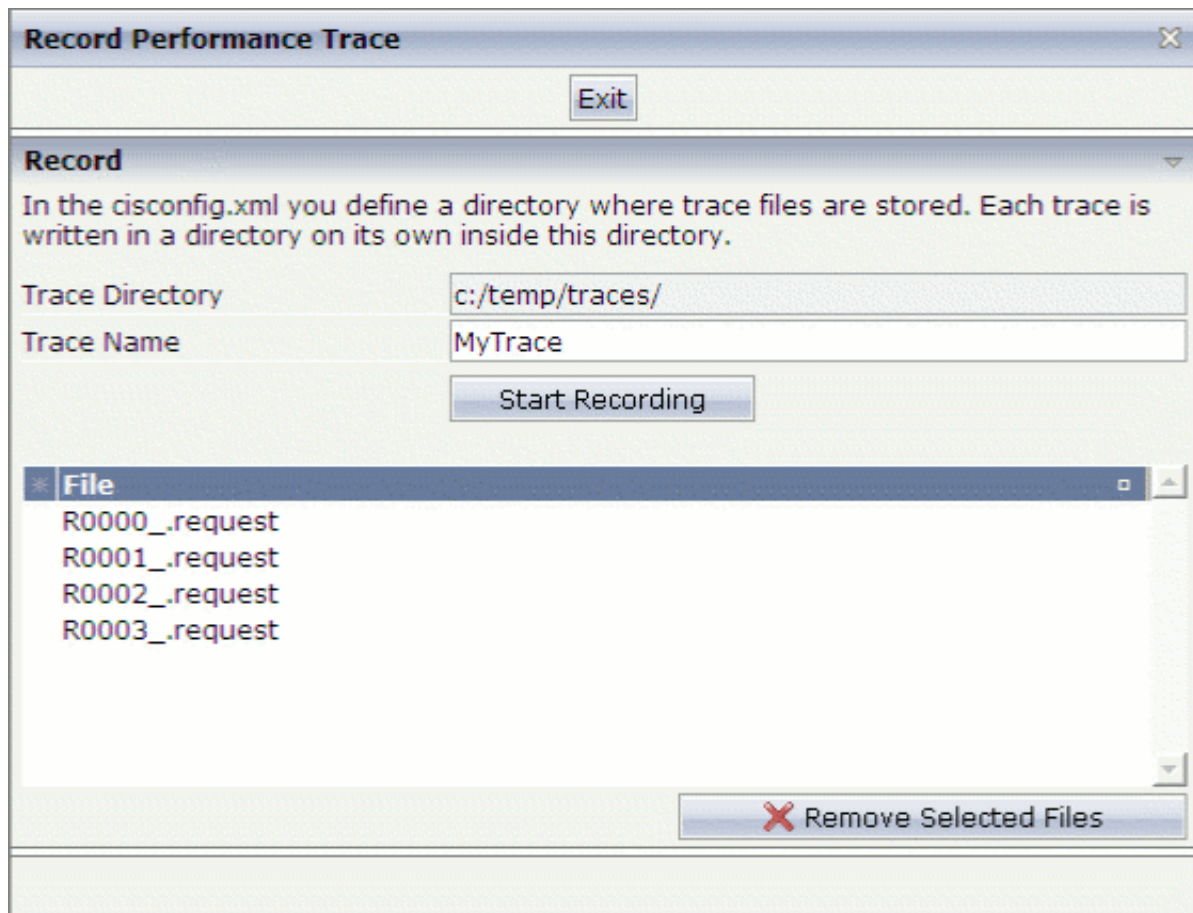 Record Performance Trace
Exit
Record
In the cisconfig.xml you define a directory where trace files are stored. Each trace is
written in a directory on its own inside this directory.
Trace Directory c:/temp/traces/
Trace Name MyTrace
Start Recording
File
R0000_.request
R0001_.request
R0002_.request
R0003_.request
Remove Selected Files